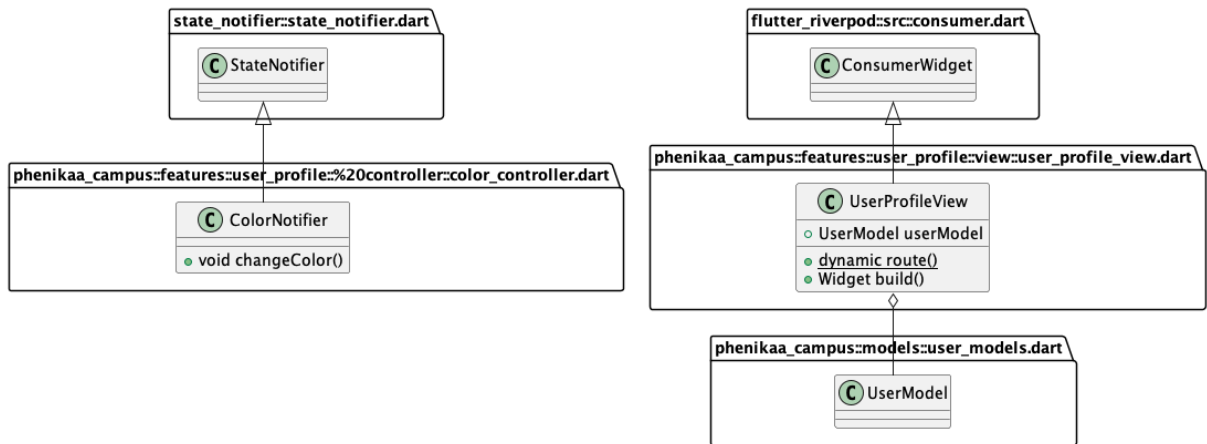 state_notifier::state_notifier.dart
C StateNotifier
phenikaa_campus::features::user_profile::%20controller::color_controller.dart
C ColorNotifier
void changeColor()
flutter_riverpod::src::consumer.dart
C ConsumerWidget
phenikaa_campus::features::user_profile::view::user_profile_view.dart
C UserProfileView
UserModel userModel
dynamic route()
Widget build()
phenikaa_campus::models::user_models.dart
C UserModel